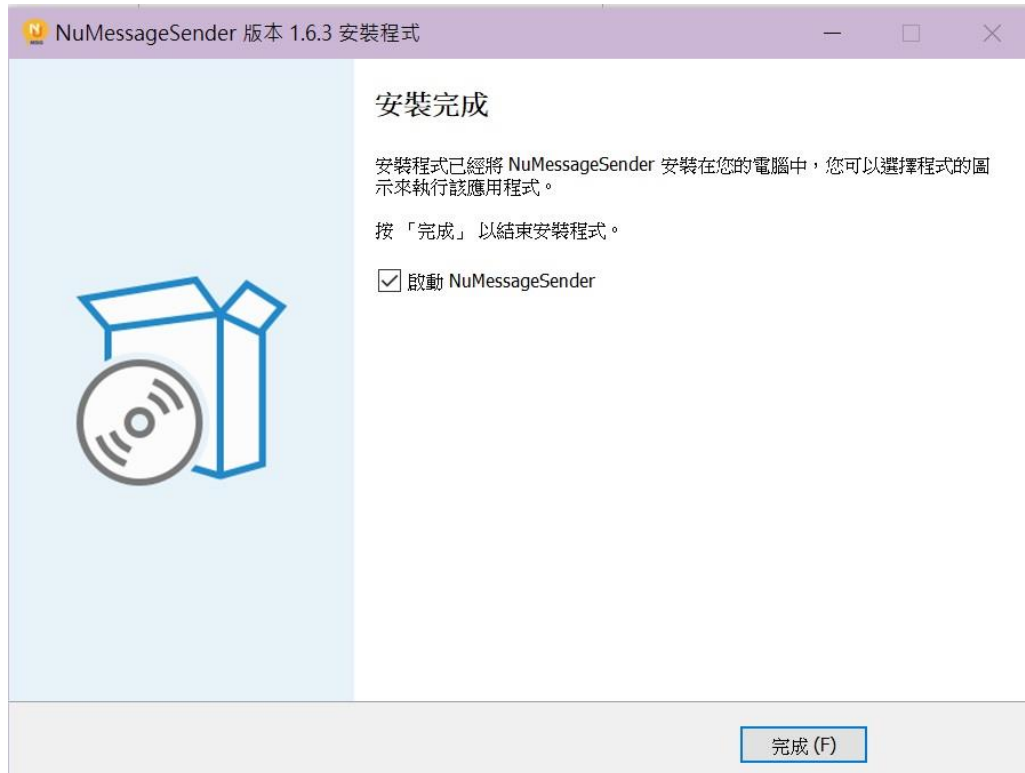 NuMessageSender 版本 1.6.3 安裝程式
安裝完成
安裝程式已經將 NuMessageSender 安裝在您的電腦中，您可以選擇程式的圖
示來執行該應用程式。
按 「完成」 以結束安裝程式。
啟動 NuMessageSender
完成 (F)